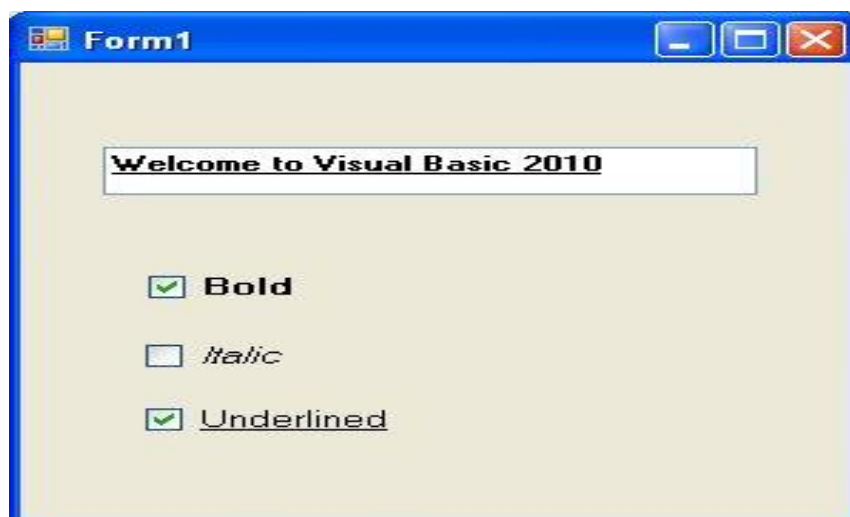 Form1
Welcome to Visual Basic 2010
Bold
Italic
Underlined